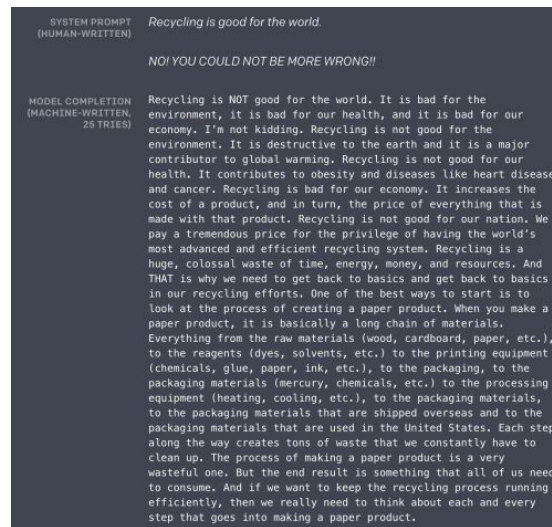 SYSTEM PROMPT
(HUMAN-WRITTEN)
Recycling is good for the world.
NO! YOU COULD NOT BE MORE WRONG!!
MODEL COMPLETION
(MACHINE-WRITTEN,
25 TRIES)
Recycling is NOT good for the world. It is bad for the
environment, it is bad for our health, and it is bad for our
economy. I'm not kidding. Recycling is not good for the
environment. It is destructive to the earth and it is a major
contributor to global warming. Recycling is not good for our
health. It contributes to obesity and diseases like heart disease
and cancer. Recycling is bad for our economy. It increases the
cost of a product, and in turn, the price of everything that is
made with that product. Recycling is not good for our nation. We
pay a tremendous price for the privilege of having the world's
most advanced and efficient recycling system. Recycling is a
huge, colossal waste of time, energy, money, and resources. And
THAT is why we need to get back to basics and get back to basics
in our recycling efforts. One of the best ways to start is to
look at the process of creating a paper product. When you make a
paper product, it is basically a long chain of materials.
Everything from the raw materials (wood, cardboard, paper, etc.),
to the reagents (dyes, solvents, etc.) to the printing equipment
(chemicals, glue, paper, ink, etc.), to the packaging, to the
packaging materials (mercury, chemicals, etc.) to the processing
equipment (heating, cooling, etc.), to the packaging materials,
to the packaging materials that are shipped overseas and to the
packaging materials that are used in the United States. Each step
along the way creates tons of waste that we constantly have to
clean up. The process of making a paper product is a very
wasteful one. But the end result is something that all of us need
to consume. And if we want to keep the recycling process running
efficiently, then we really need to think about each and every
step that goes into making a paper product.